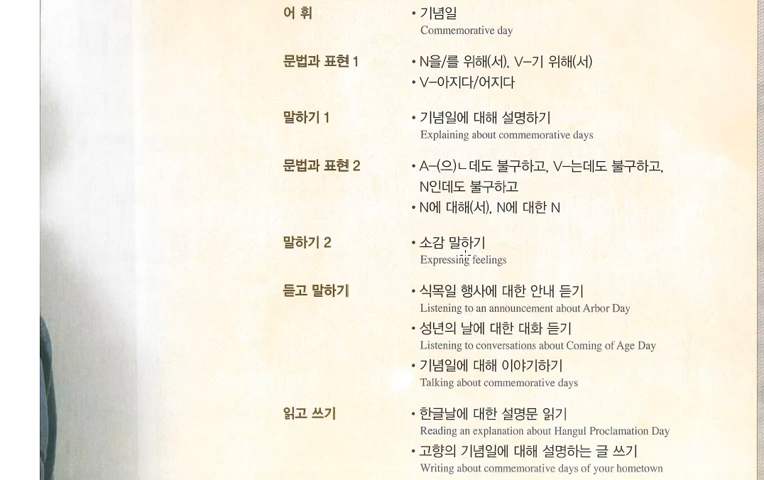 어 휘
• 기념일
Commemorative day
문법과 표현 1
• N을/를 위해(서), V-기 위해(서)
• V-아지다/어지다
말하기 1
• 기념일에 대해 설명하기
Explaining about commemorative days
문법과 표현 2
• A-(으)ㄴ데도 불구하고, V-는데도 불구하고,
N인데도 불구하고
• N에 대해(서), N에 대한 N
말하기 2
• 소감 말하기
Expressing feelings
듣고 말하기
• 식목일 행사에 대한 안내 듣기
Listening to an announcement about Arbor Day
• 성년의 날에 대한 대화 듣기
Listening to conversations about Coming of Age Day
• 기념일에 대해 이야기하기
Talking about commemorative days
읽고 쓰기
• 한글날에 대한 설명문 읽기
Reading an explanation about Hangul Proclamation Day
• 고향의 기념일에 대해 설명하는 글 쓰기
Writing about commemorative days of your hometown